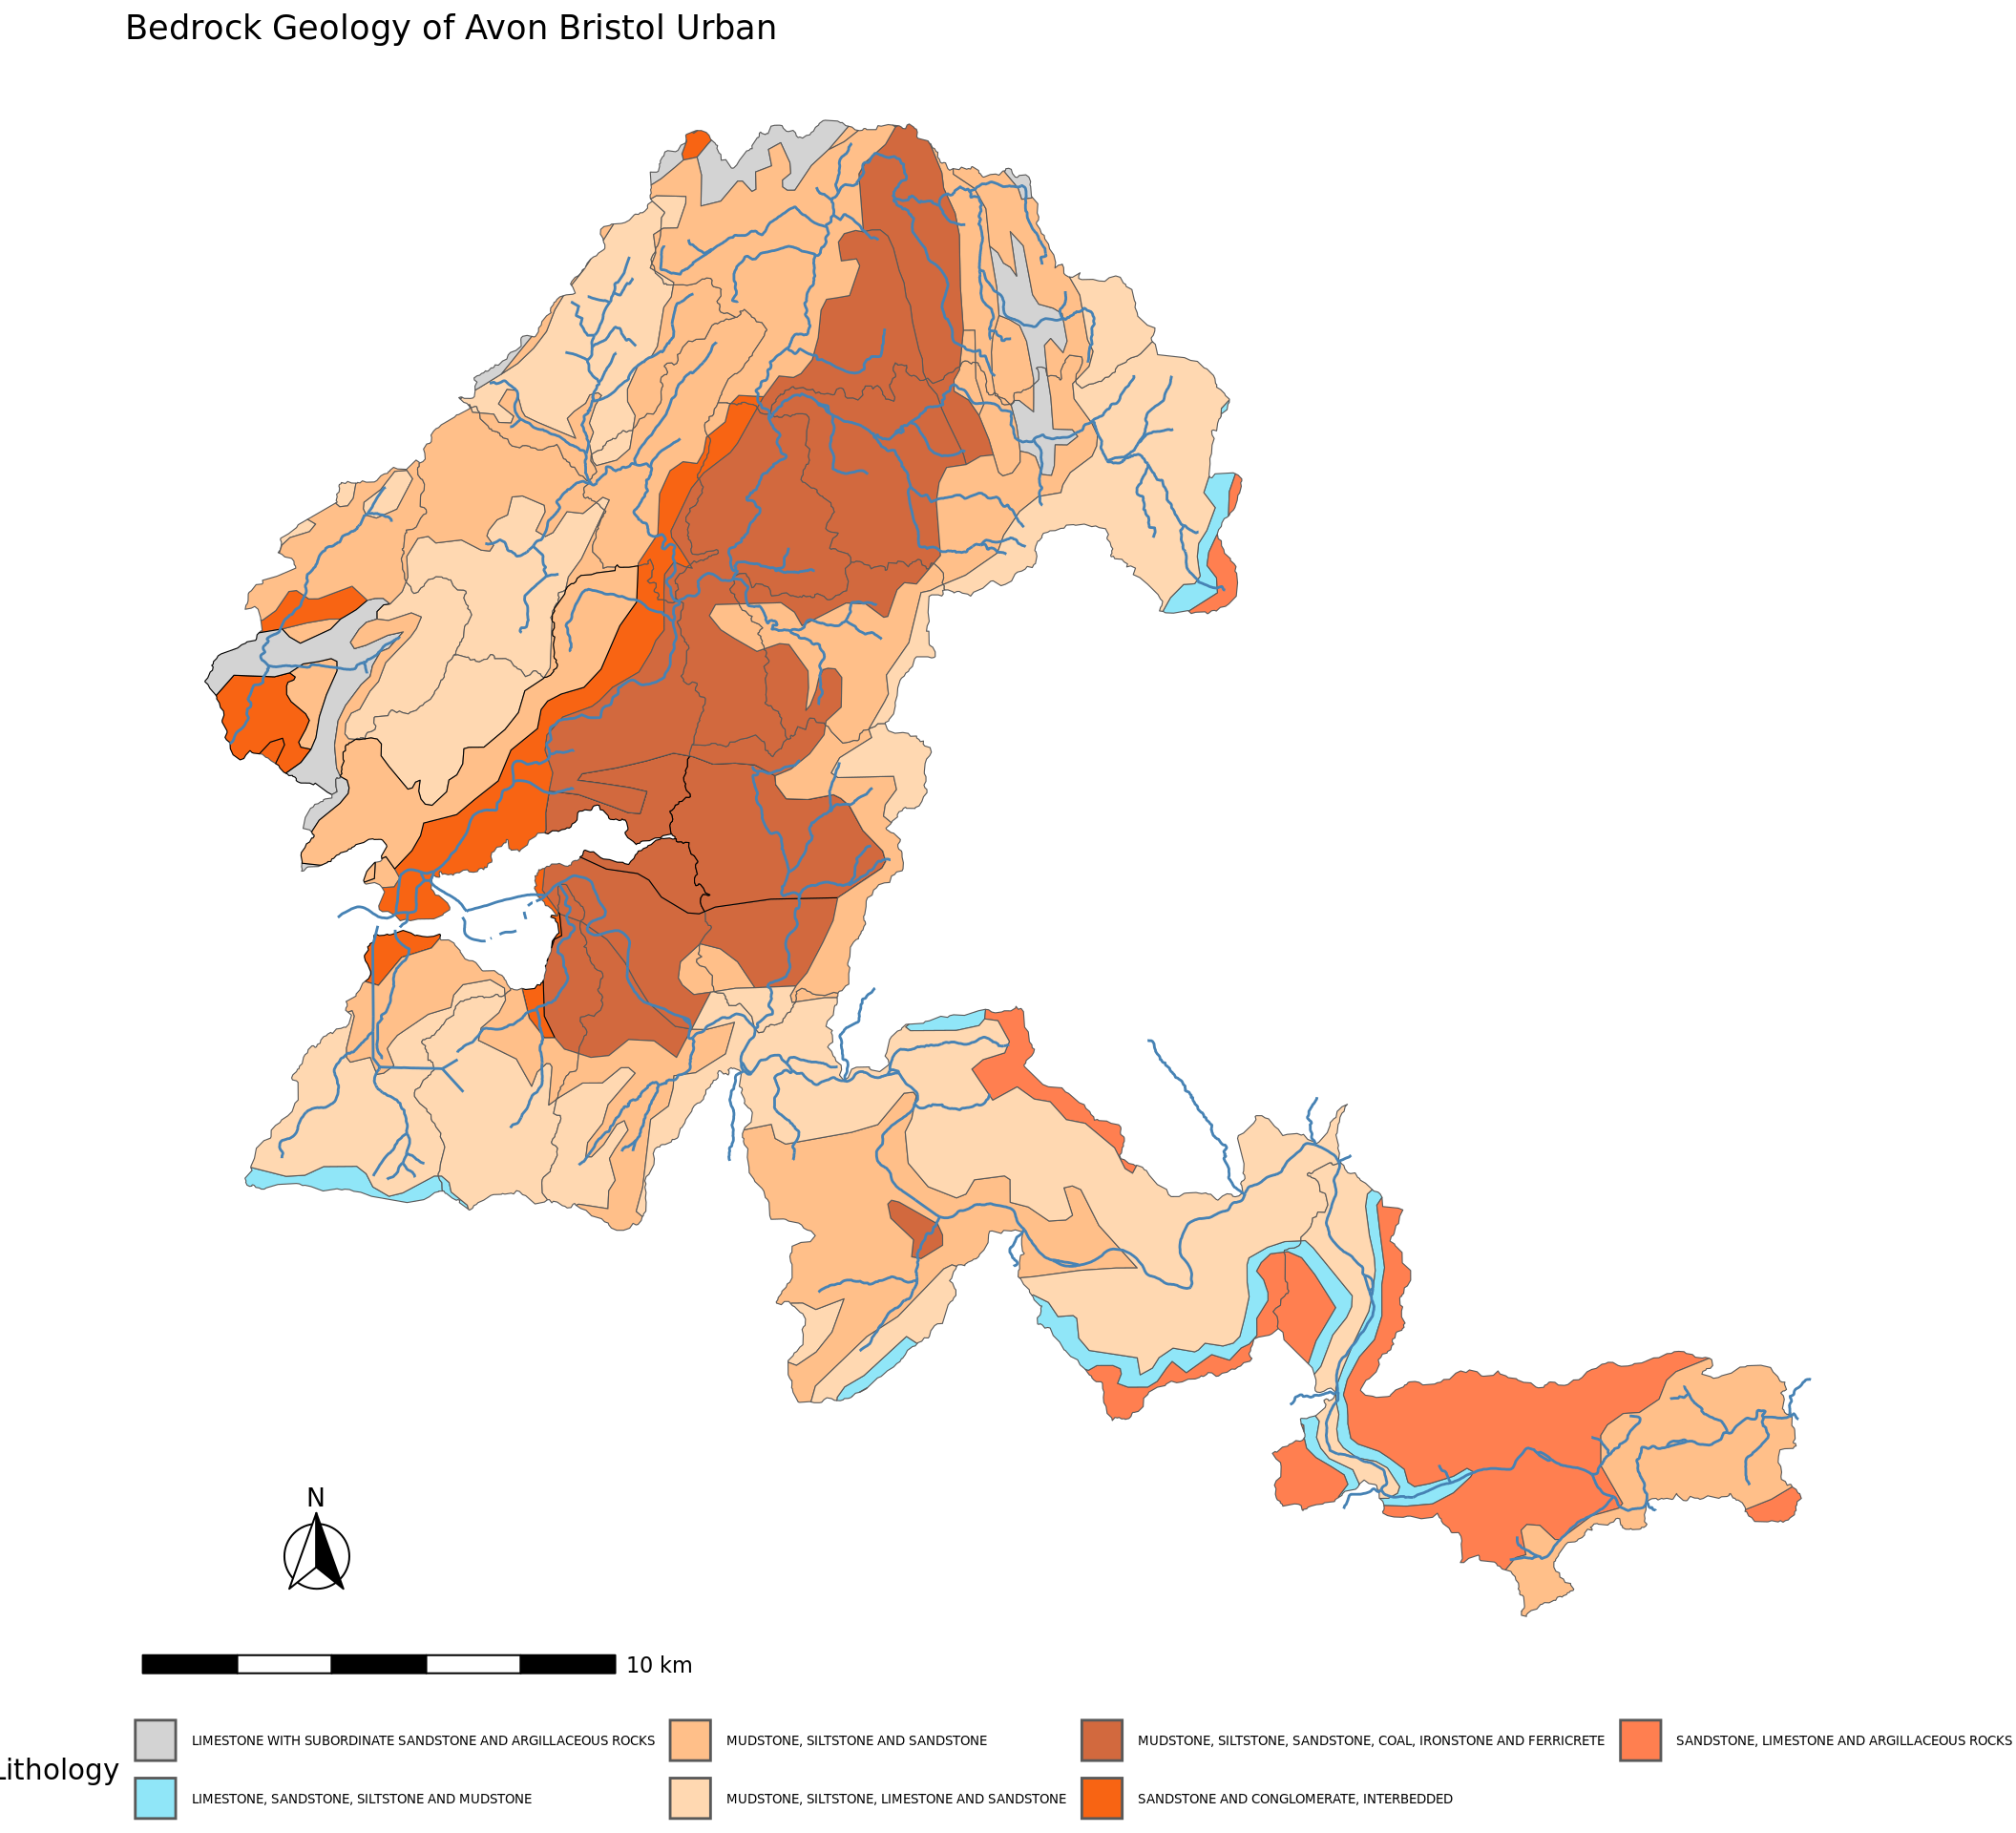 Bedrock Geology of Avon Bristol Urban
N
10 km
Lithology
LIMESTONE WITH SUBORDINATE SANDSTONE AND ARGILLACEOUS ROCKS
MUDSTONE, SILTSTONE AND SANDSTONE
MUDSTONE, SILTSTONE, SANDSTONE, COAL, IRONSTONE AND FERRICRETE
SANDSTONE, LIMESTONE AND ARGILLACEOUS ROCKS
LIMESTONE, SANDSTONE, SILTSTONE AND MUDSTONE
MUDSTONE, SILTSTONE, LIMESTONE AND SANDSTONE
SANDSTONE AND CONGLOMERATE, INTERBEDDED